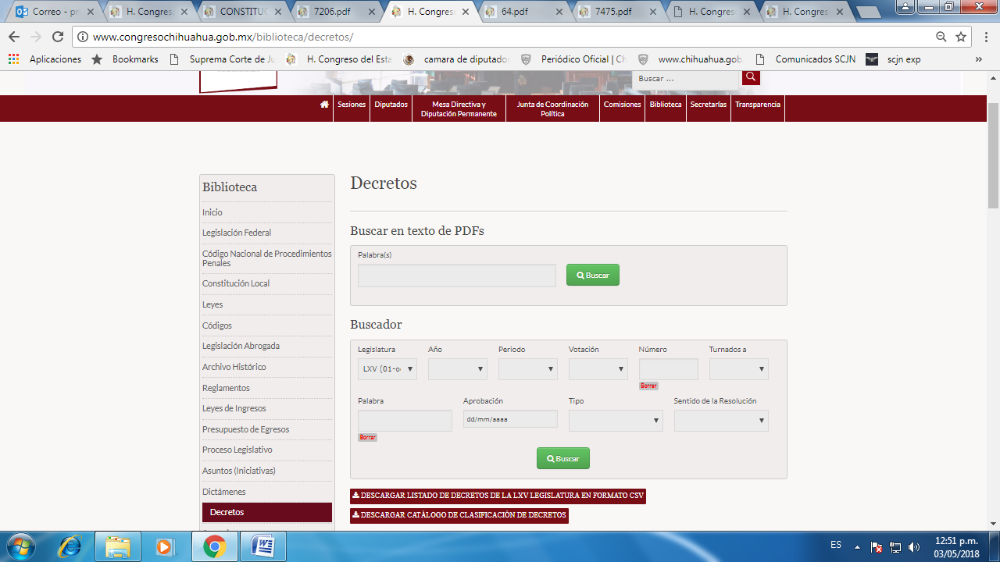 Correo - pr
H. Congres
CONSTITUC
7206.pdf
H. Congres
64.pdf
7475.pdf
H. Congres
H. Congres
www.congresochihuahua.gob.mx/biblioteca/decretos/
Aplicaciones
Bookmarks
Suprema Corte de Ju
H. Congreso del Esta
camara de diputado
Periódico Oficial | Ch
www.chihuahua.gob
Comunicados SCJN
scjn exp
»
Buscar ...
Sesiones
Diputados
Mesa Directiva y
Diputación Permanente
Junta de Coordinación
Política
Comisiones
Biblioteca
Secretarías
Transparencia
Biblioteca
Inicio
Legislación Federal
Código Nacional de Procedimientos
Penales
Constitución Local
Leyes
Códigos
Legislación Abrogada
Archivo Histórico
Reglamentos
Leyes de Ingresos
Presupuesto de Egresos
Proceso Legislativo
Asuntos (Iniciativas)
Dictámenes
Decretos
Decretos
Buscar en texto de PDFs
Palabra(s)
Buscar
Buscador
Legislatura
Año
Periodo
Votación
Número
Turnados a
LXV (01-o
Borrar
Palabra
Aprobación
Tipo
Sentido de la Resolución
dd/mm/aaaa
Borrar
Buscar
DESCARGAR LISTADO DE DECRETOS DE LA LXV LEGISLATURA EN FORMATO CSV
DESCARGAR CATÁLOGO DE CLASIFICACIÓN DE DECRETOS
ES
12:51 p.m.
03/05/2018